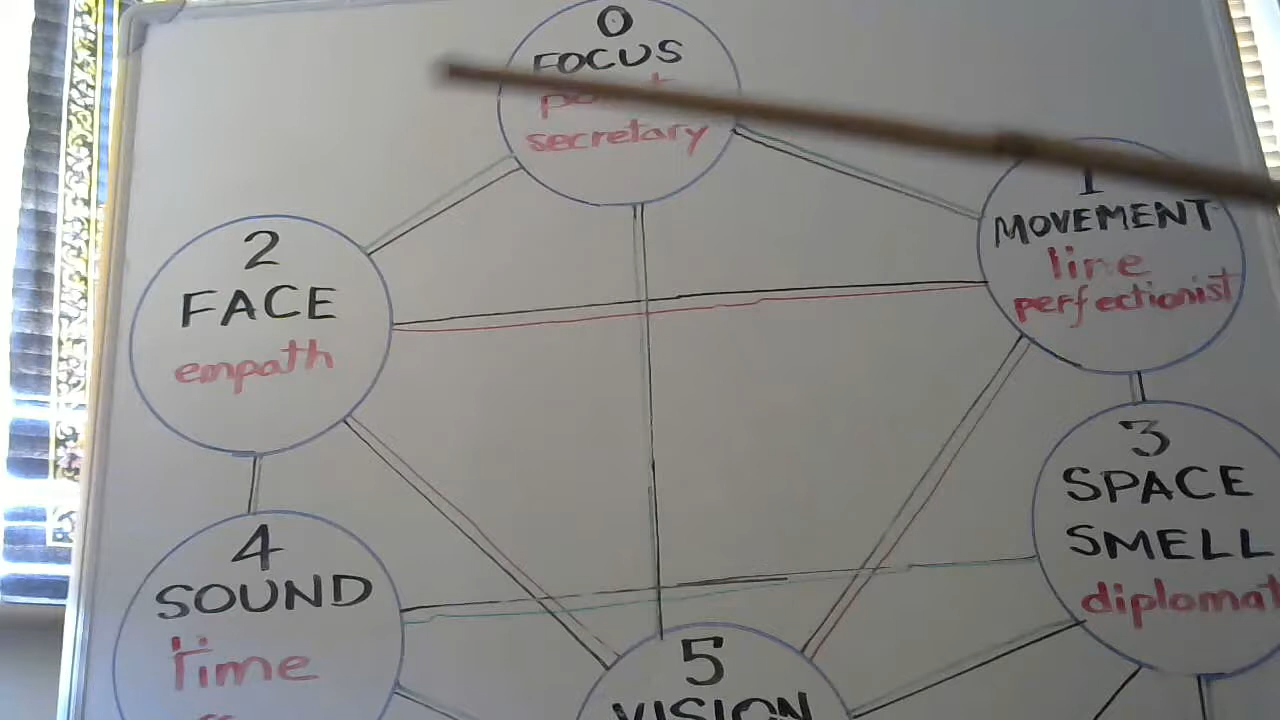 0
FOCUS
secretary
1
MOVEMENT
line
perfectionist
2
FACE
empath
3
SPACE
SMELL
diplomat
4
SOUND
Time
5
VISION